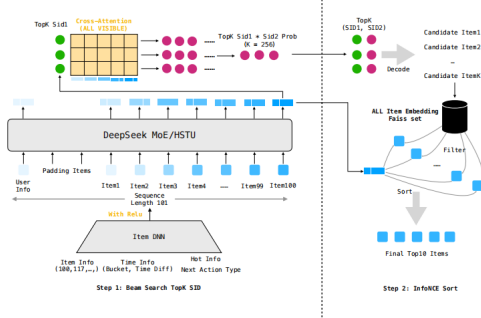 TopK Sid1
Cross-Attention
(ALL VISIBLE)
TopK Sid1 * Sid2 Prob
(K = 256)
DeepSeek MoE/HSTU
User
Info
Padding Items
Item1
Item2
Item3
Item4
……
Item99
Item100
Sequence
Length 101
With Relu
Item DNN
Item Info
(100,117,…,)
Time Info
(Bucket, Time Diff)
Hot Info
Next Action Type
Step 1: Beam Search TopK SID
TopK
(SID1, SID2)
Decode
Candidate Item1
Candidate Item2
…
Candidate ItemK
ALL Item Embedding
Faiss set
Filter
……
Sort
Final Top10 Items
Step 2: InfoNCE Sort